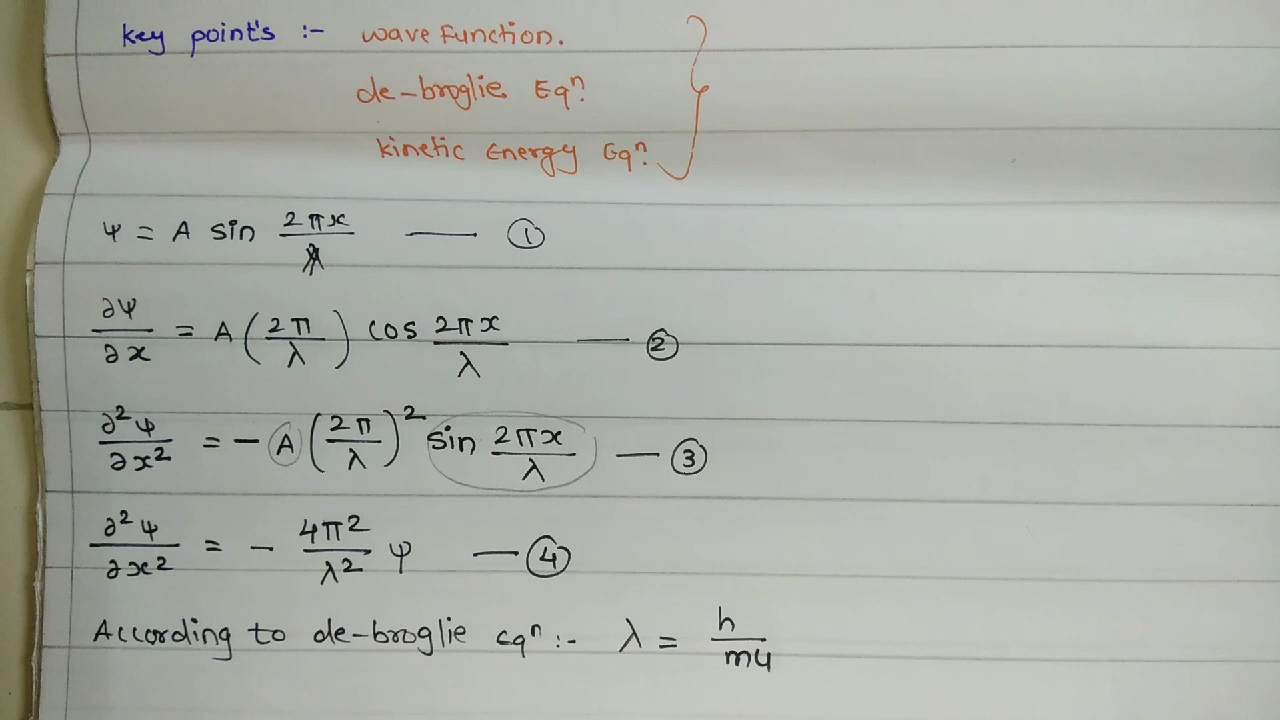 key point's :- wave Function.
de-broglie Eqn.
kinetic Energy Eqn.
ψ = A sin 2πx/λ —— ①
∂ψ/∂x = A (2π/λ) cos 2πx/λ —— ②
∂²ψ/∂x² = - A (2π/λ)² sin 2πx/λ — ③
∂²ψ/∂x² = - 4π²/λ² ψ — ④
According to de-broglie eqn :- λ = h/mu